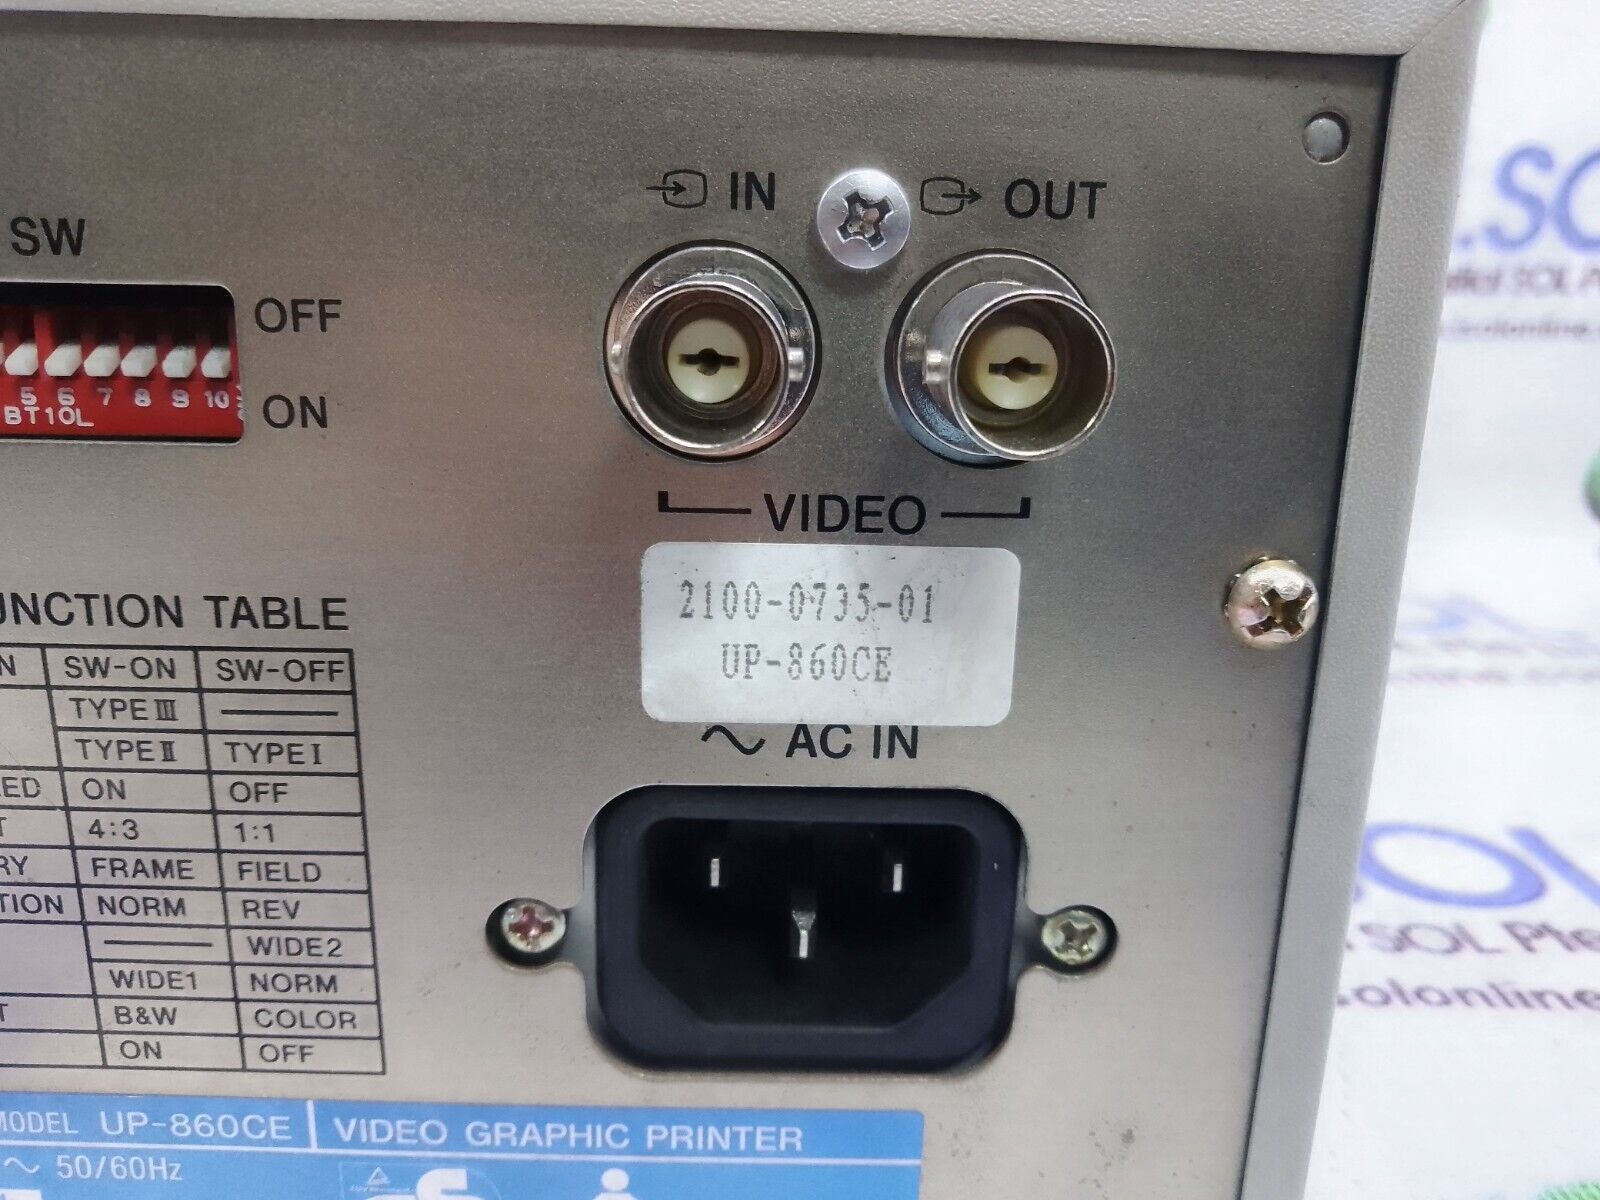 IN OUT
SW
OFF
5 6 7 8 9 10
BT10L
ON
VIDEO
2100-0735-01
UP-860CE
AC IN
UNCTION TABLE
N SW-ON SW-OFF
TYPE III
TYPE II TYPE I
ED ON OFF
T 4:3 1:1
RY FRAME FIELD
TION NORM REV
WIDE2
WIDE1 NORM
T B&W COLOR
ON OFF
MODEL UP-860CE VIDEO GRAPHIC PRINTER
~ 50/60Hz